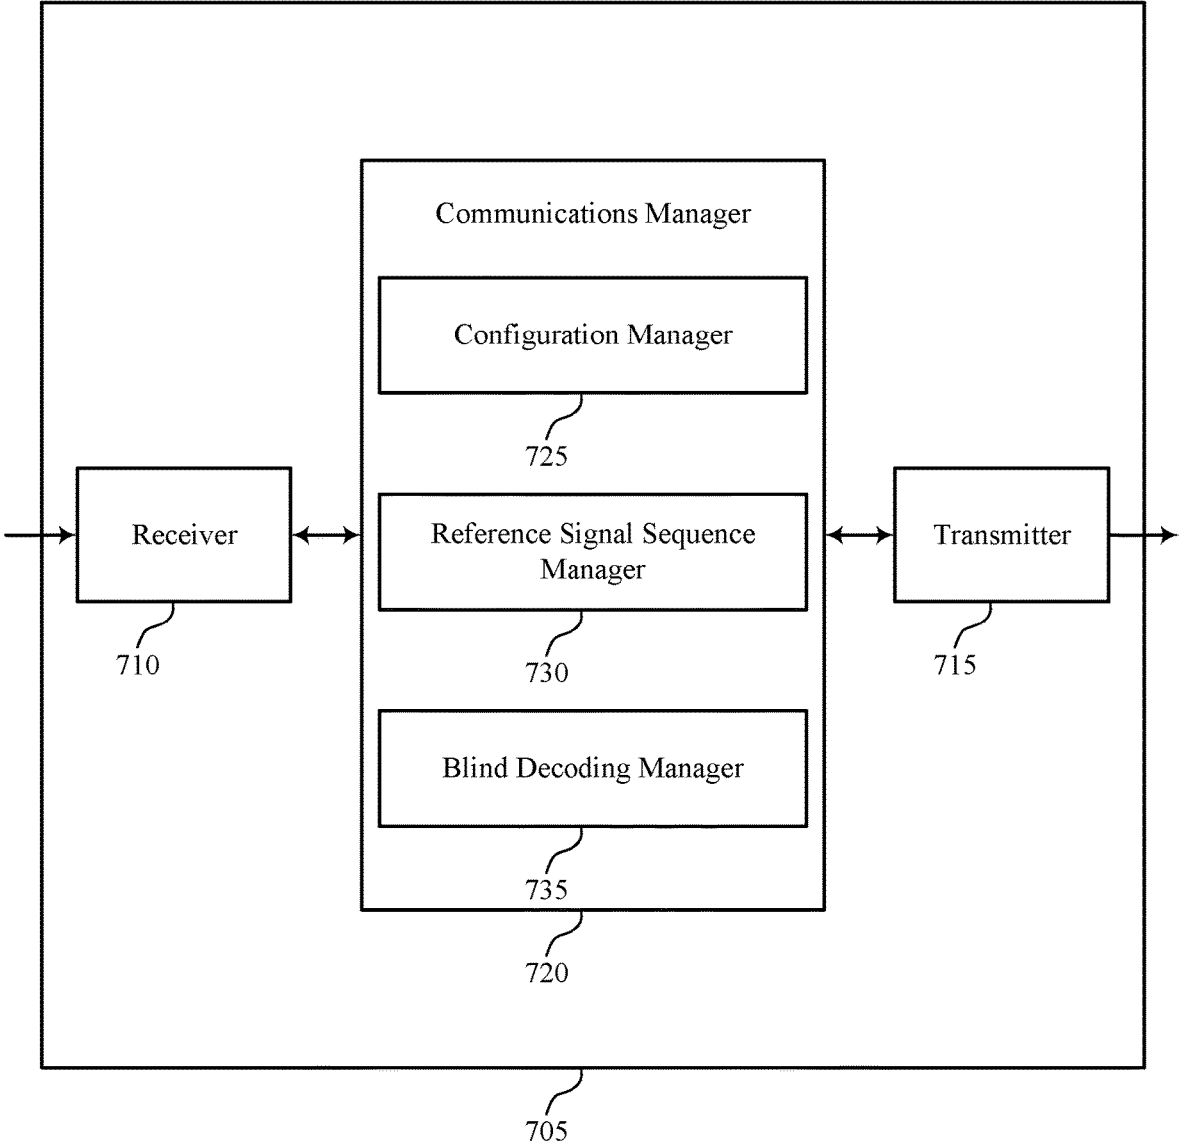 Communications Manager
Configuration Manager
725
Receiver
710
Reference Signal Sequence
Manager
730
Transmitter
715
Blind Decoding Manager
735
720
705